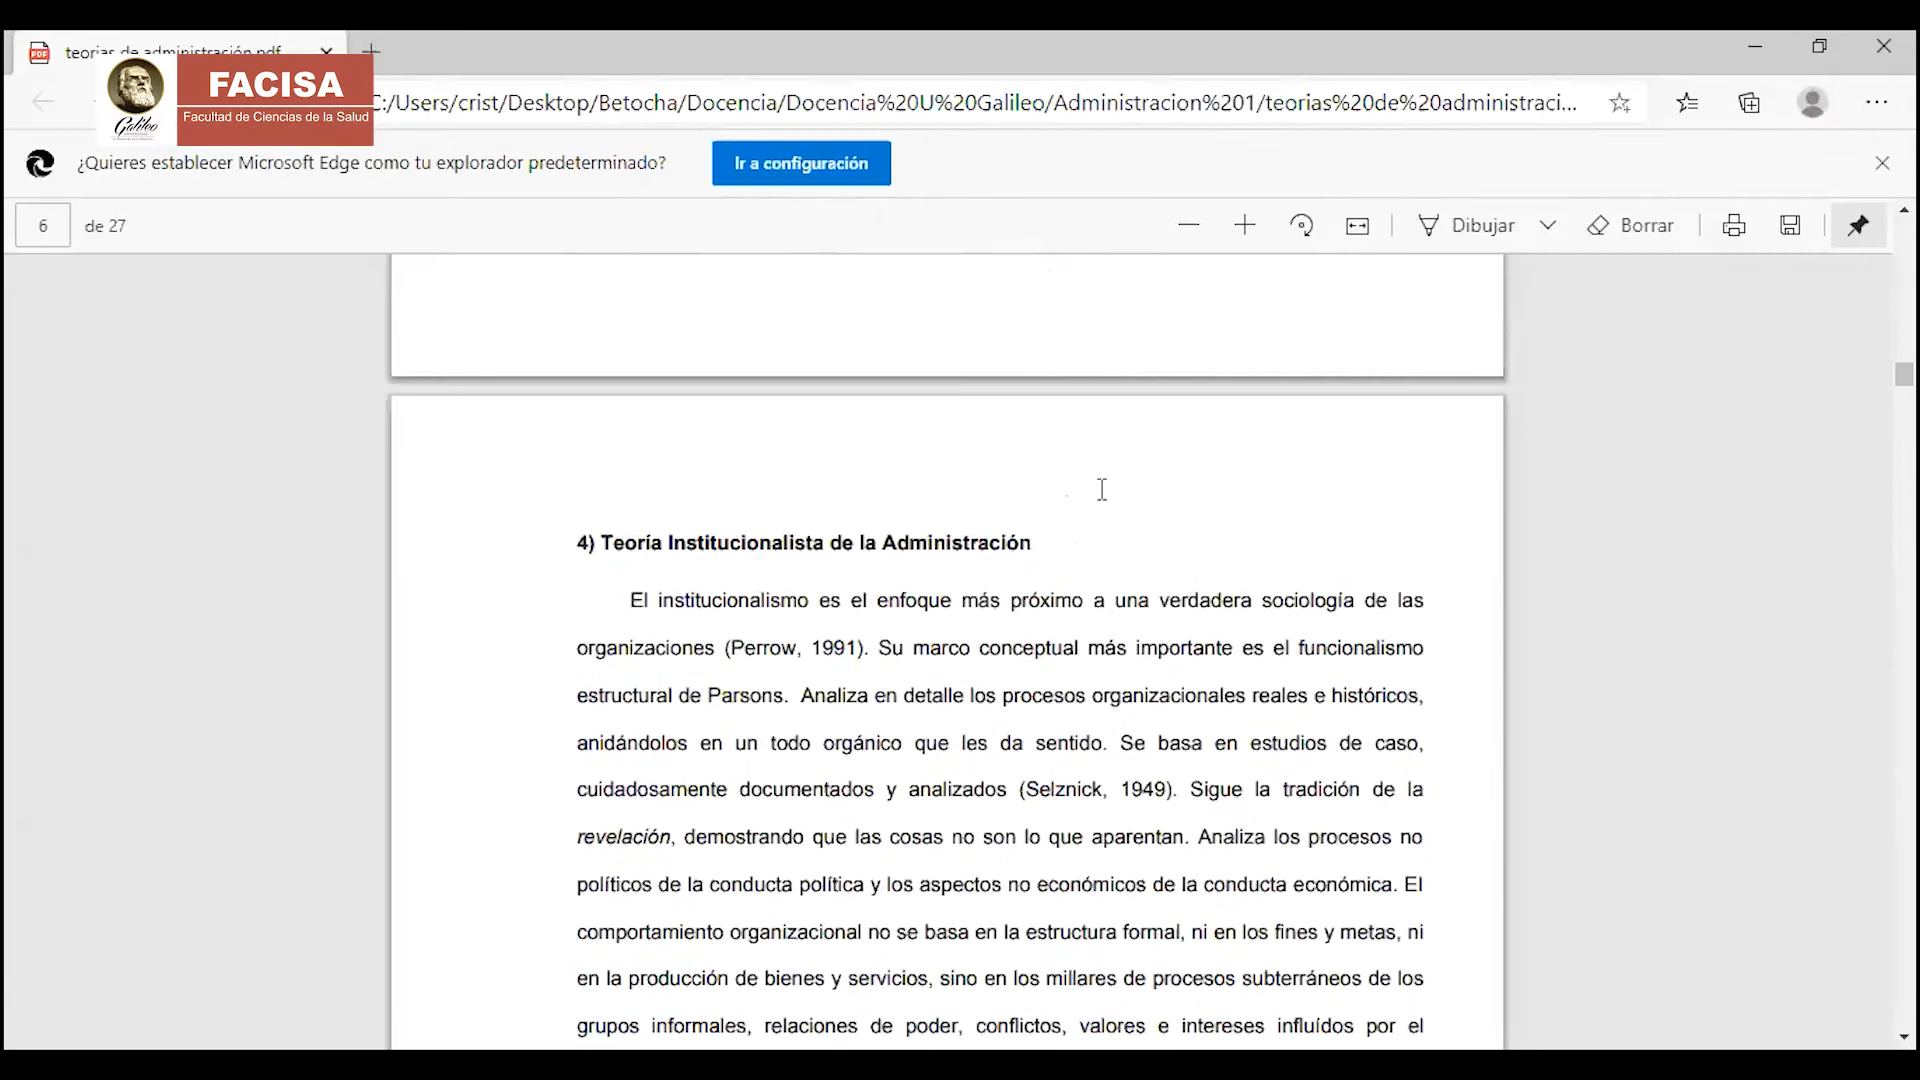 teorias de administración.pdf
FACISA
Facultad de Ciencias de la Salud
Galileo
C:/Users/crist/Desktop/Betocha/Docencia/Docencia%20U%20Galileo/Administracion%201/teorias%20de%20administraci...
¿Quieres establecer Microsoft Edge como tu explorador predeterminado?
Ir a configuración
6 de 27
Dibujar
Borrar
4) Teoría Institucionalista de la Administración
El institucionalismo es el enfoque más próximo a una verdadera sociología de las
organizaciones (Perrow, 1991). Su marco conceptual más importante es el funcionalismo
estructural de Parsons. Analiza en detalle los procesos organizacionales reales e históricos,
anidándolos en un todo orgánico que les da sentido. Se basa en estudios de caso,
cuidadosamente documentados y analizados (Selznick, 1949). Sigue la tradición de la
revelación, demostrando que las cosas no son lo que aparentan. Analiza los procesos no
políticos de la conducta política y los aspectos no económicos de la conducta económica. El
comportamiento organizacional no se basa en la estructura formal, ni en los fines y metas, ni
en la producción de bienes y servicios, sino en los millares de procesos subterráneos de los
grupos informales, relaciones de poder, conflictos, valores e intereses influídos por el